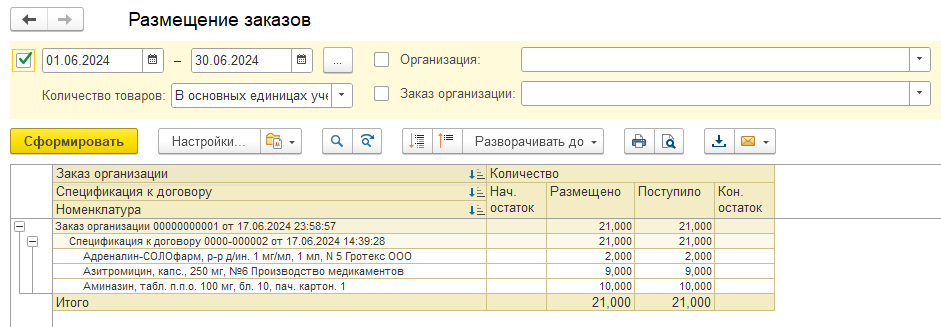 Размещение заказов
01.06.2024 – 30.06.2024 ... Организация:
Количество товаров: В основных единицах уче Заказ организации:
Сформировать Настройки... Разворачивать до
Заказ организации Количество
Спецификация к договору Нач. остаток Размещено Поступило Кон. остаток
Номенклатура
Заказ организации 00000000001 от 17.06.2024 23:58:57 21,000 21,000
Спецификация к договору 0000-000002 от 17.06.2024 14:39:28 21,000 21,000
Адреналин-СОЛОфарм, р-р д/ин. 1 мг/мл, 1 мл, N 5 Гротекс ООО 2,000 2,000
Азитромицин, капс., 250 мг, №6 Производство медикаментов 9,000 9,000
Аминазин, табл. п.п.о. 100 мг, бл. 10, пач. картон. 1 10,000 10,000
Итого 21,000 21,000